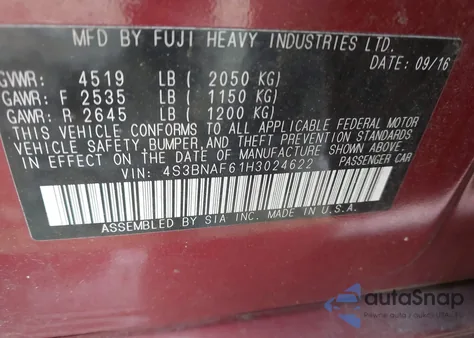 MFD BY FUJI HEAVY INDUSTRIES LTD.
DATE: 09/16
GVWR: 4519 LB ( 2050 KG)
GAWR: F 2535 LB ( 1150 KG)
GAWR: R 2645 LB ( 1200 KG)
THIS VEHICLE CONFORMS TO ALL APPLICABLE FEDERAL MOTOR
VEHICLE SAFETY, BUMPER, AND THEFT PREVENTION STANDARDS
IN EFFECT ON THE DATE OF MANUFACTURE SHOWN ABOVE.
VIN: 4S3BNAF61H3024622 PASSENGER CAR
ASSEMBLED BY SIA INC. MADE IN U.S.A.
autaSnap